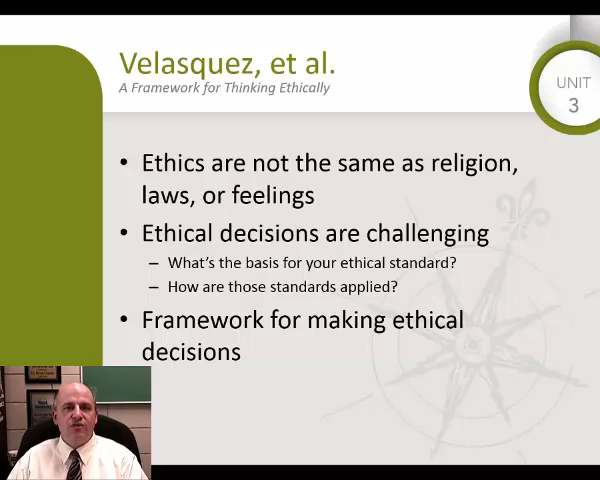 Velasquez, et al.
A Framework for Thinking Ethically
UNIT
3
• Ethics are not the same as religion,
laws, or feelings
• Ethical decisions are challenging
– What's the basis for your ethical standard?
– How are those standards applied?
• Framework for making ethical
decisions